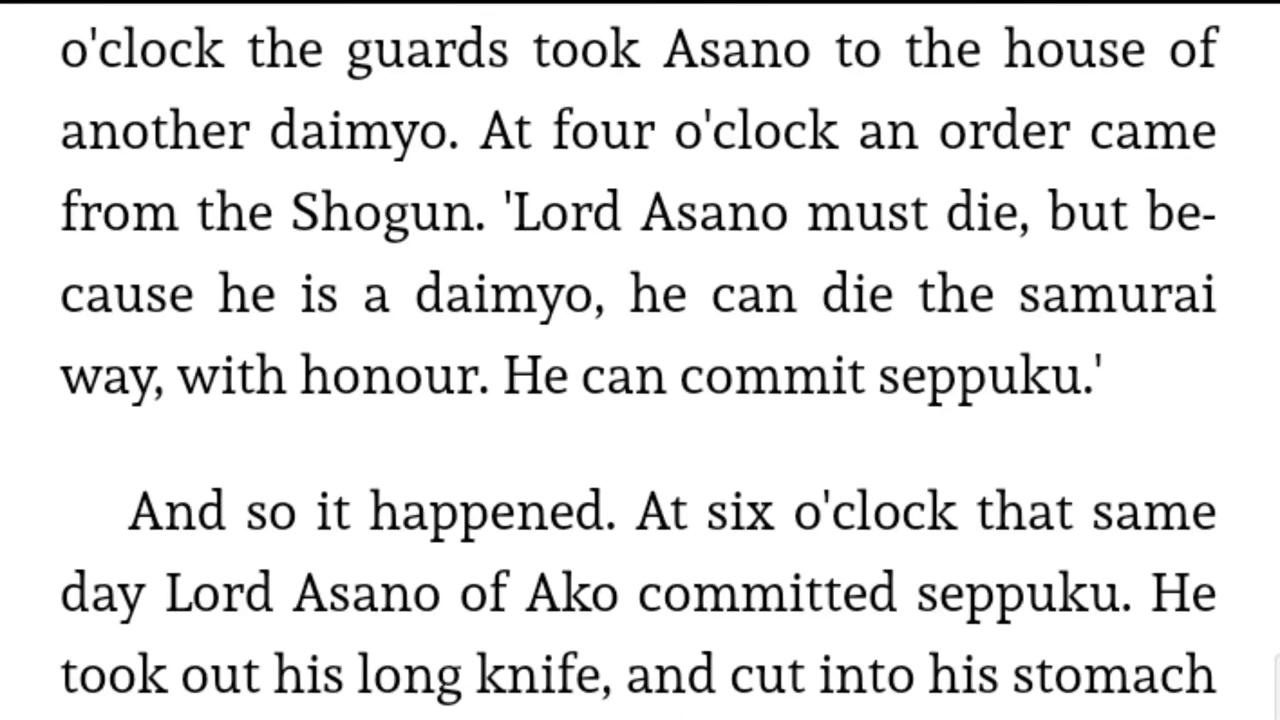 o'clock the guards took Asano to the house of
another daimyo. At four o'clock an order came
from the Shogun. 'Lord Asano must die, but be-
cause he is a daimyo, he can die the samurai
way, with honour. He can commit seppuku.'
And so it happened. At six o'clock that same
day Lord Asano of Ako committed seppuku. He
took out his long knife, and cut into his stomach